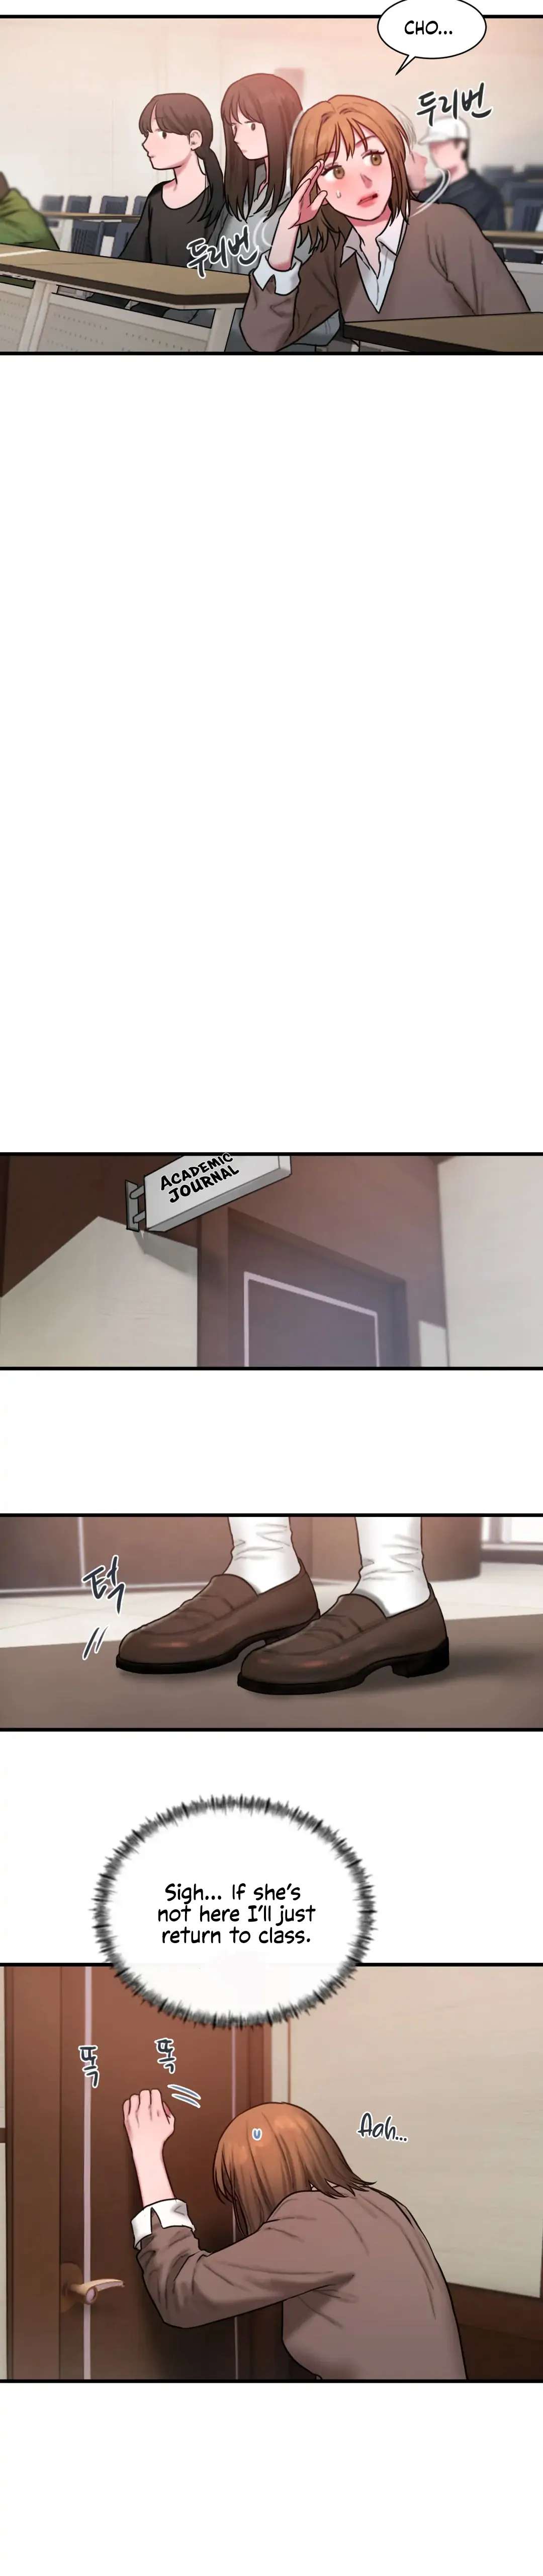 CHO...
두리번
두리번
ACADEMIC
JOURNAL
턱
Sigh... If she's
not here I'll just
return to class.
똑
똑
Aah...